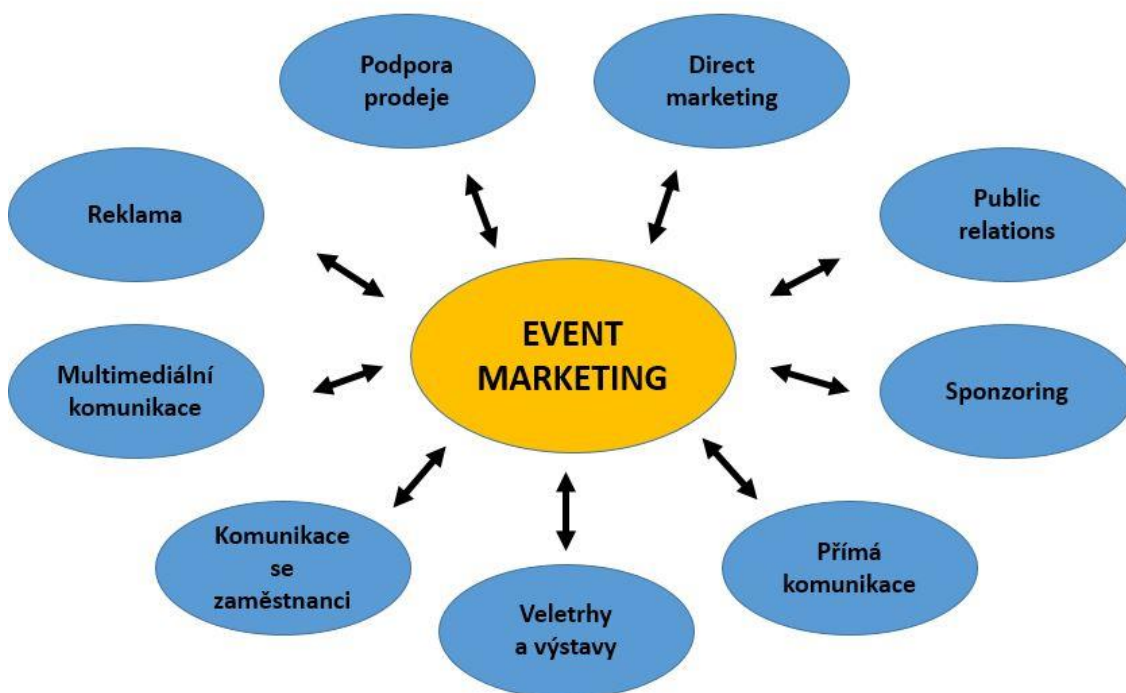 Podpora
prodeje
Direct
marketing
Reklama
Public
relations
EVENT
MARKETING
Multimediální
komunikace
Sponzoring
Komunikace
se
zaměstnanci
Přímá
komunikace
Veletrhy
a výstavy